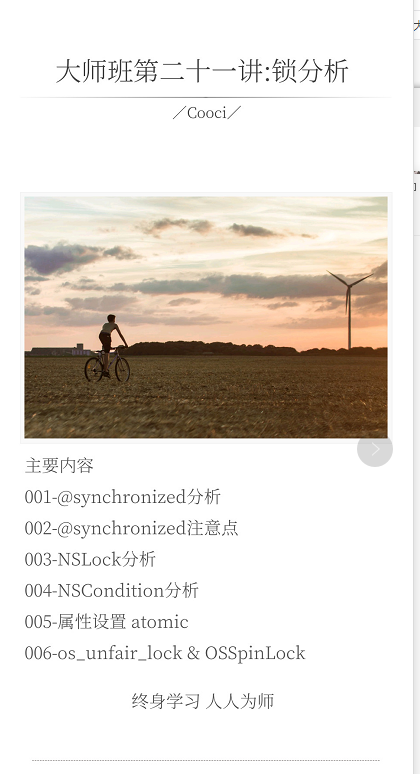 大师班第二十一讲:锁分析
／Cooci／
主要内容
001-@synchronized分析
002-@synchronized注意点
003-NSLock分析
004-NSCondition分析
005-属性设置 atomic
006-os_unfair_lock & OSSpinLock
终身学习 人人为师